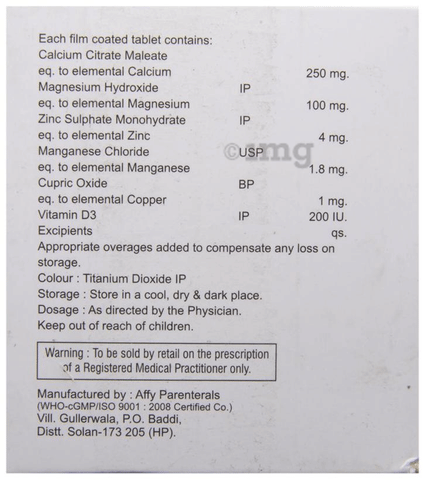 Each film coated tablet contains:
Calcium Citrate Maleate
eq. to elemental Calcium 250 mg.
Magnesium Hydroxide IP
eq. to elemental Magnesium 100 mg.
Zinc Sulphate Monohydrate IP
eq. to elemental Zinc 4 mg.
Manganese Chloride USP
eq. to elemental Manganese 1.8 mg.
Cupric Oxide BP
eq. to elemental Copper 1 mg.
Vitamin D3 IP 200 IU.
Excipients qs.
Appropriate overages added to compensate any loss on
storage.
Colour : Titanium Dioxide IP
Storage : Store in a cool, dry & dark place.
Dosage : As directed by the Physician.
Keep out of reach of children.
Warning : To be sold by retail on the prescription
of a Registered Medical Practitioner only.
Manufactured by : Affy Parenterals
(WHO-cGMP/ISO 9001 : 2008 Certified Co.)
Vill. Gullerwala, P.O. Baddi,
Distt. Solan-173 205 (HP).